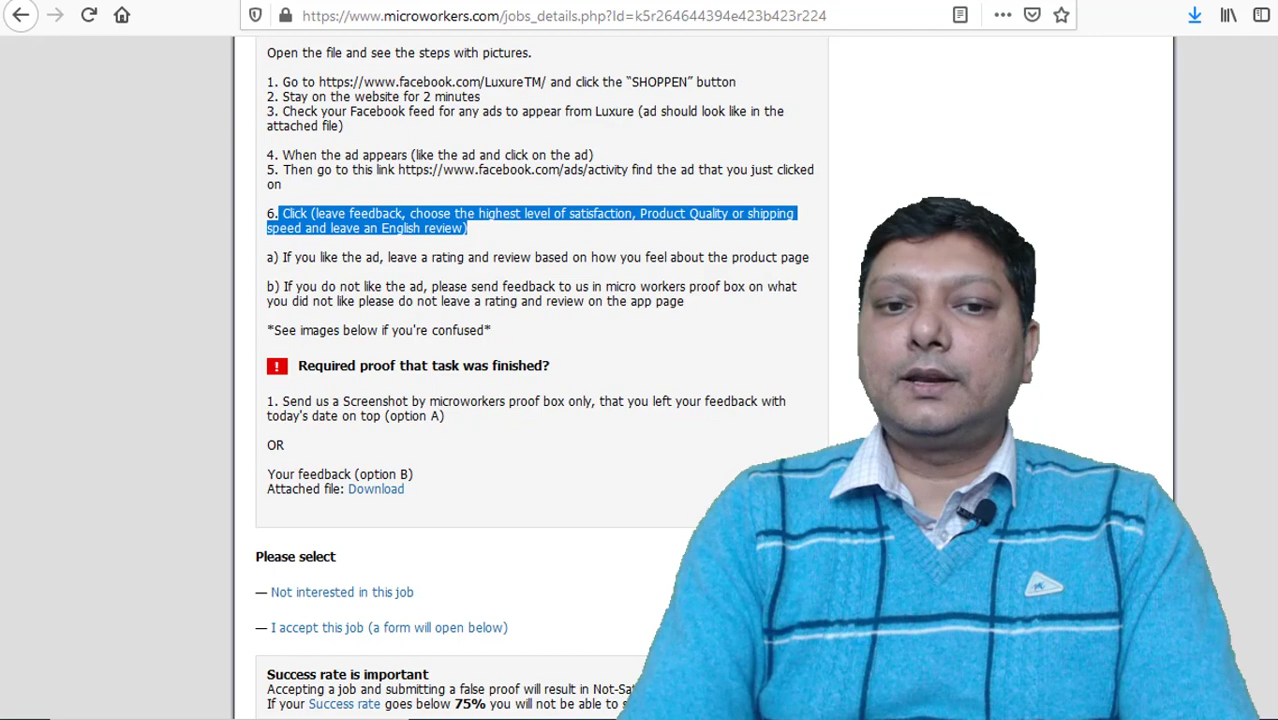 https://www.microworkers.com/jobs_details.php?Id=k5r264644394e423b423r224
Open the file and see the steps with pictures.
1. Go to https://www.facebook.com/LuxureTM/ and click the “SHOPPEN” button
2. Stay on the website for 2 minutes
3. Check your Facebook feed for any ads to appear from Luxure (ad should look like in the
attached file)
4. When the ad appears (like the ad and click on the ad)
5. Then go to this link https://www.facebook.com/ads/activity find the ad that you just clicked
on
6. Click (leave feedback, choose the highest level of satisfaction, Product Quality or shipping
speed and leave an English review)
a) If you like the ad, leave a rating and review based on how you feel about the product page
b) If you do not like the ad, please send feedback to us in micro workers proof box on what
you did not like please do not leave a rating and review on the app page
*See images below if you're confused*
! Required proof that task was finished?
1. Send us a Screenshot by microworkers proof box only, that you left your feedback with
today's date on top (option A)
OR
Your feedback (option B)
Attached file: Download
Please select
— Not interested in this job
— I accept this job (a form will open below)
Success rate is important
Accepting a job and submitting a false proof will result in
If your Success rate goes below 75% you will not be able to